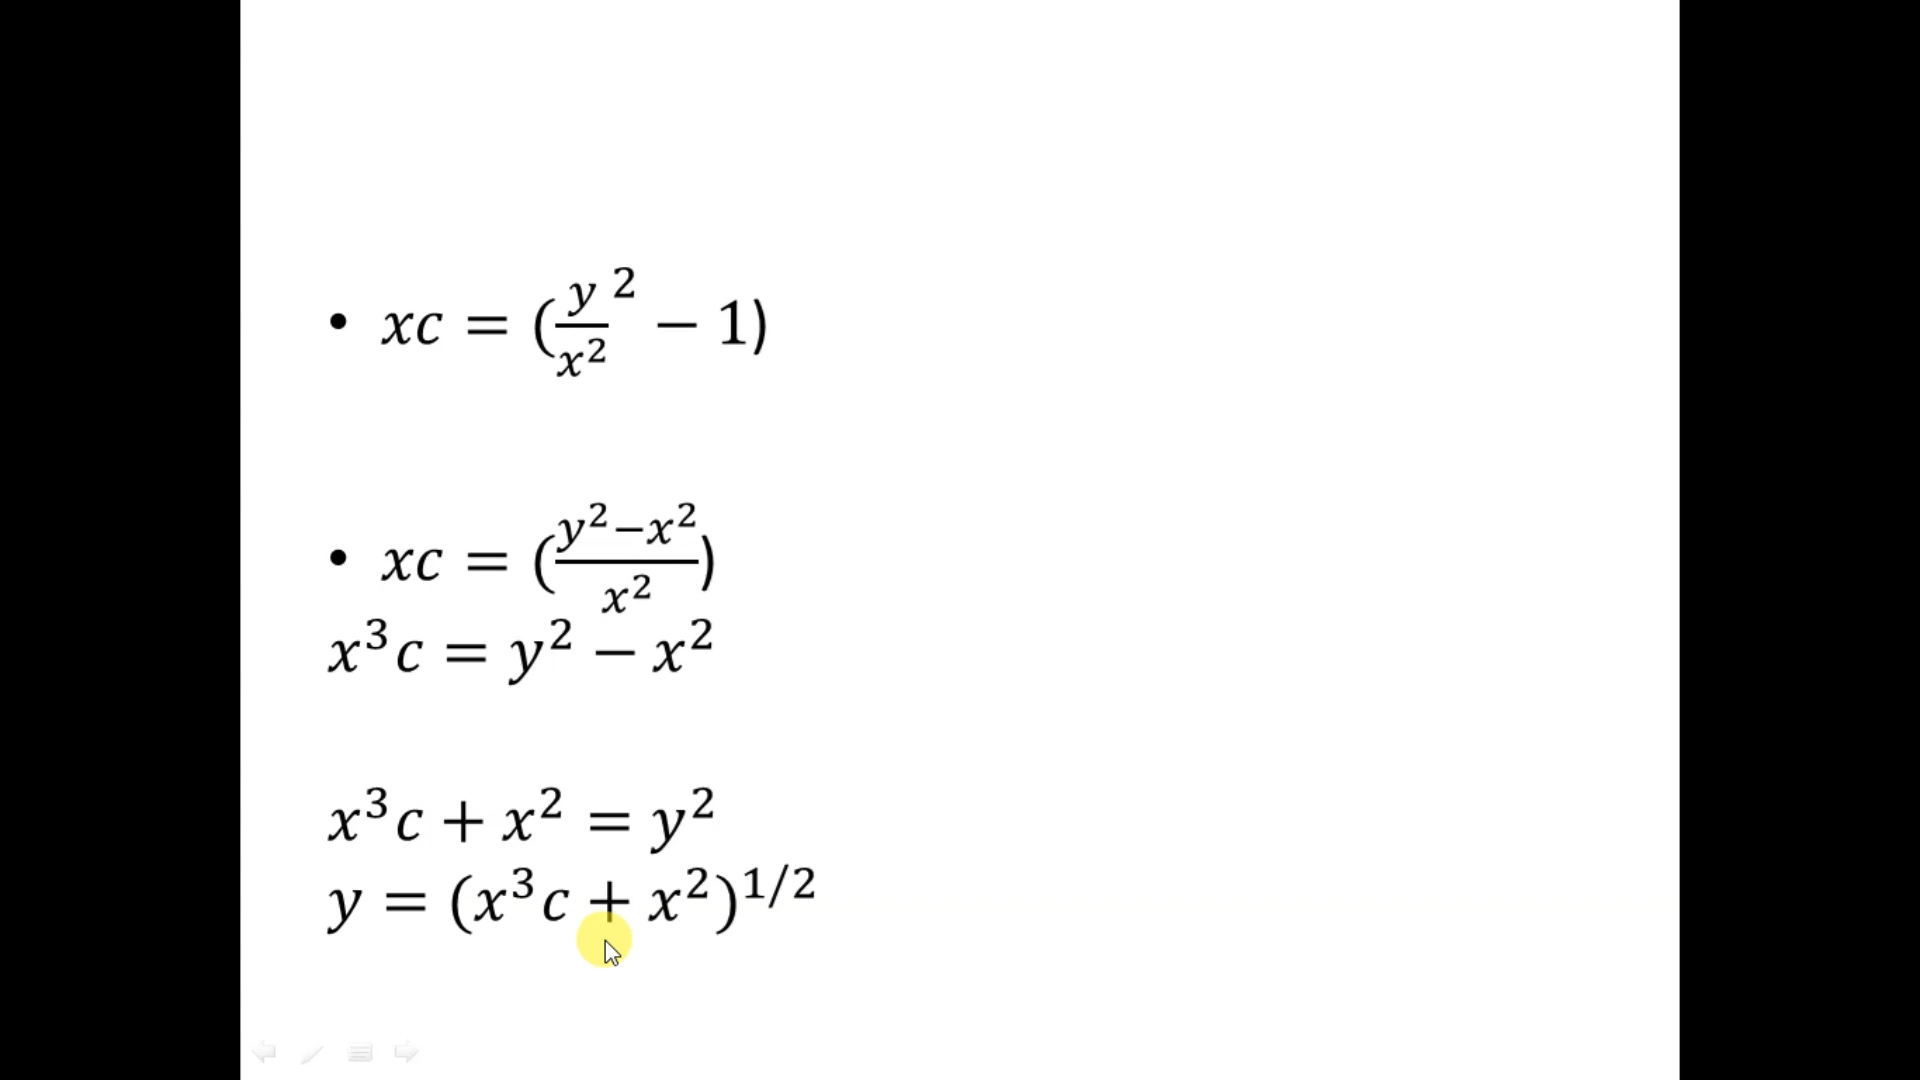 • xc = (y²/x² − 1)
• xc = ((y²−x²)/x²)
x³c = y² − x²
x³c + x² = y²
y = (x³c + x²)^{1/2}